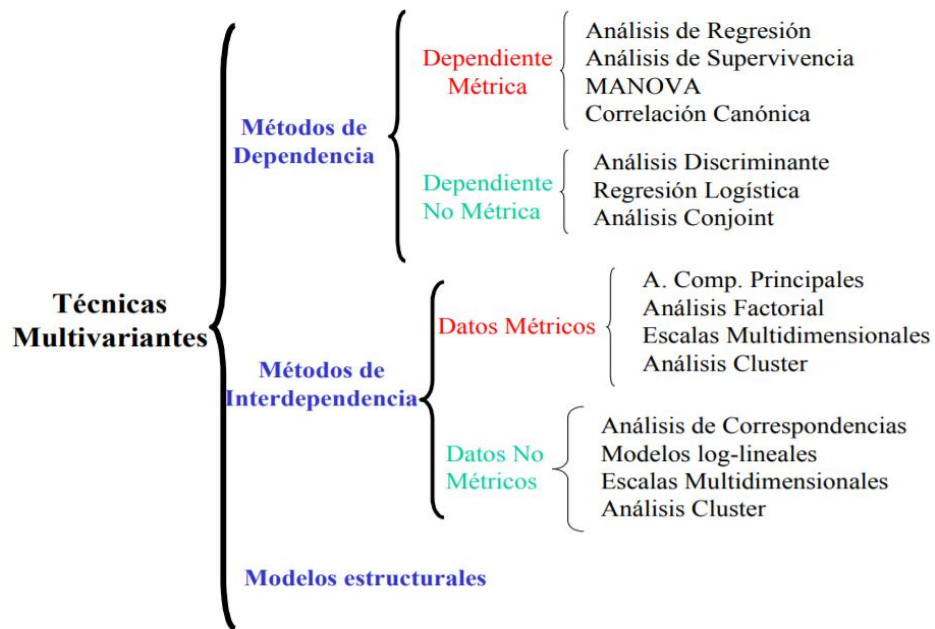 Técnicas
Multivariantes
Métodos de
Dependencia
Dependiente
Métrica
Análisis de Regresión
Análisis de Supervivencia
MANOVA
Correlación Canónica
Dependiente
No Métrica
Análisis Discriminante
Regresión Logística
Análisis Conjoint
Métodos de
Interdependencia
Datos Métricos
A. Comp. Principales
Análisis Factorial
Escalas Multidimensionales
Análisis Cluster
Datos No
Métricos
Análisis de Correspondencias
Modelos log-lineales
Escalas Multidimensionales
Análisis Cluster
Modelos estructurales